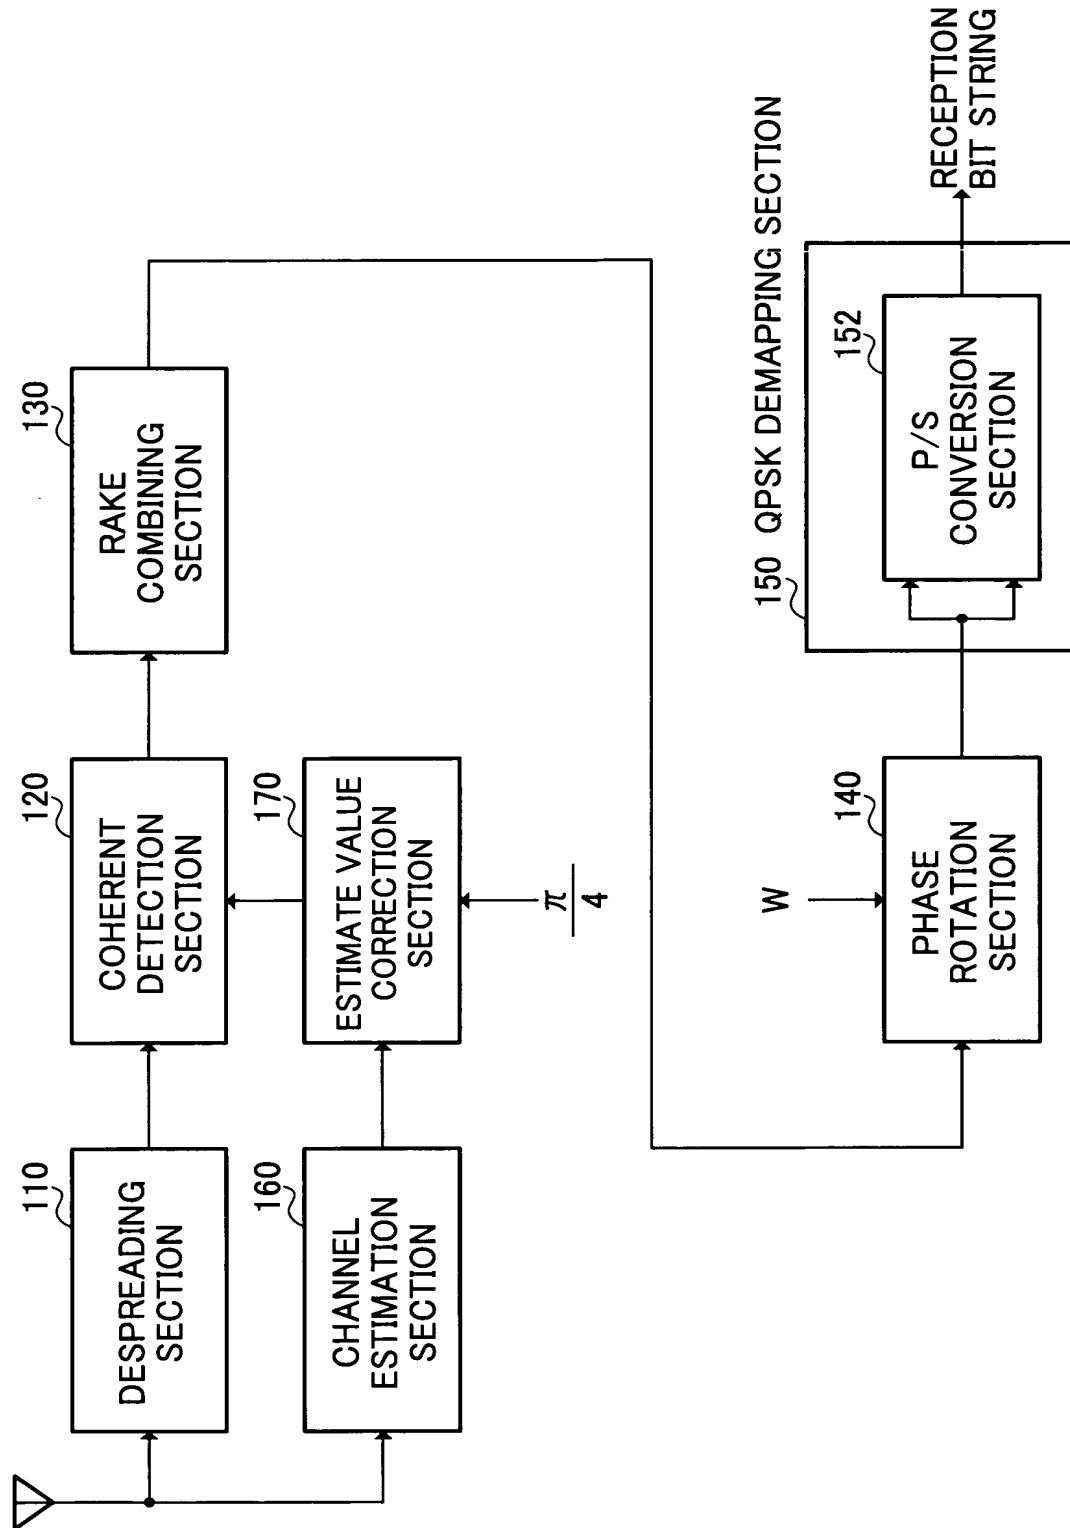 110
DESPREADING
SECTION
120
COHERENT
DETECTION
SECTION
130
RAKE
COMBINING
SECTION
160
CHANNEL
ESTIMATION
SECTION
170
ESTIMATE VALUE
CORRECTION
SECTION
π
4
W
140
PHASE
ROTATION
SECTION
150 QPSK DEMAPPING SECTION
152
P/S
CONVERSION
SECTION
RECEPTION
BIT STRING